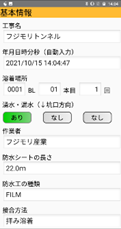 基本情報
工事名
フジモリトンネル
年月日時分秒（自動入力）
2021/10/15 14:04:47
溶着場所
0001 BL 01 本目 1 回
湧水・漏水（↓坑口方向）
あり なし なし
作業者
フジモリ産業
防水シートの長さ
22.0m
防水工の種類
FILM
接合方法
拝み溶着